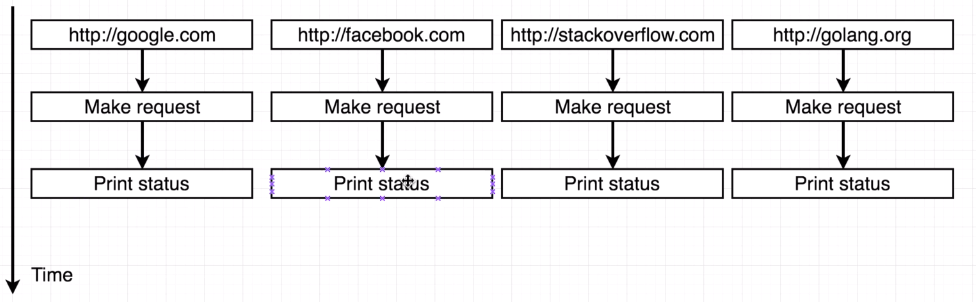 http://google.com
http://facebook.com
http://stackoverflow.com
http://golang.org
Make request
Make request
Make request
Make request
Print status
Print status
Print status
Print status
Time